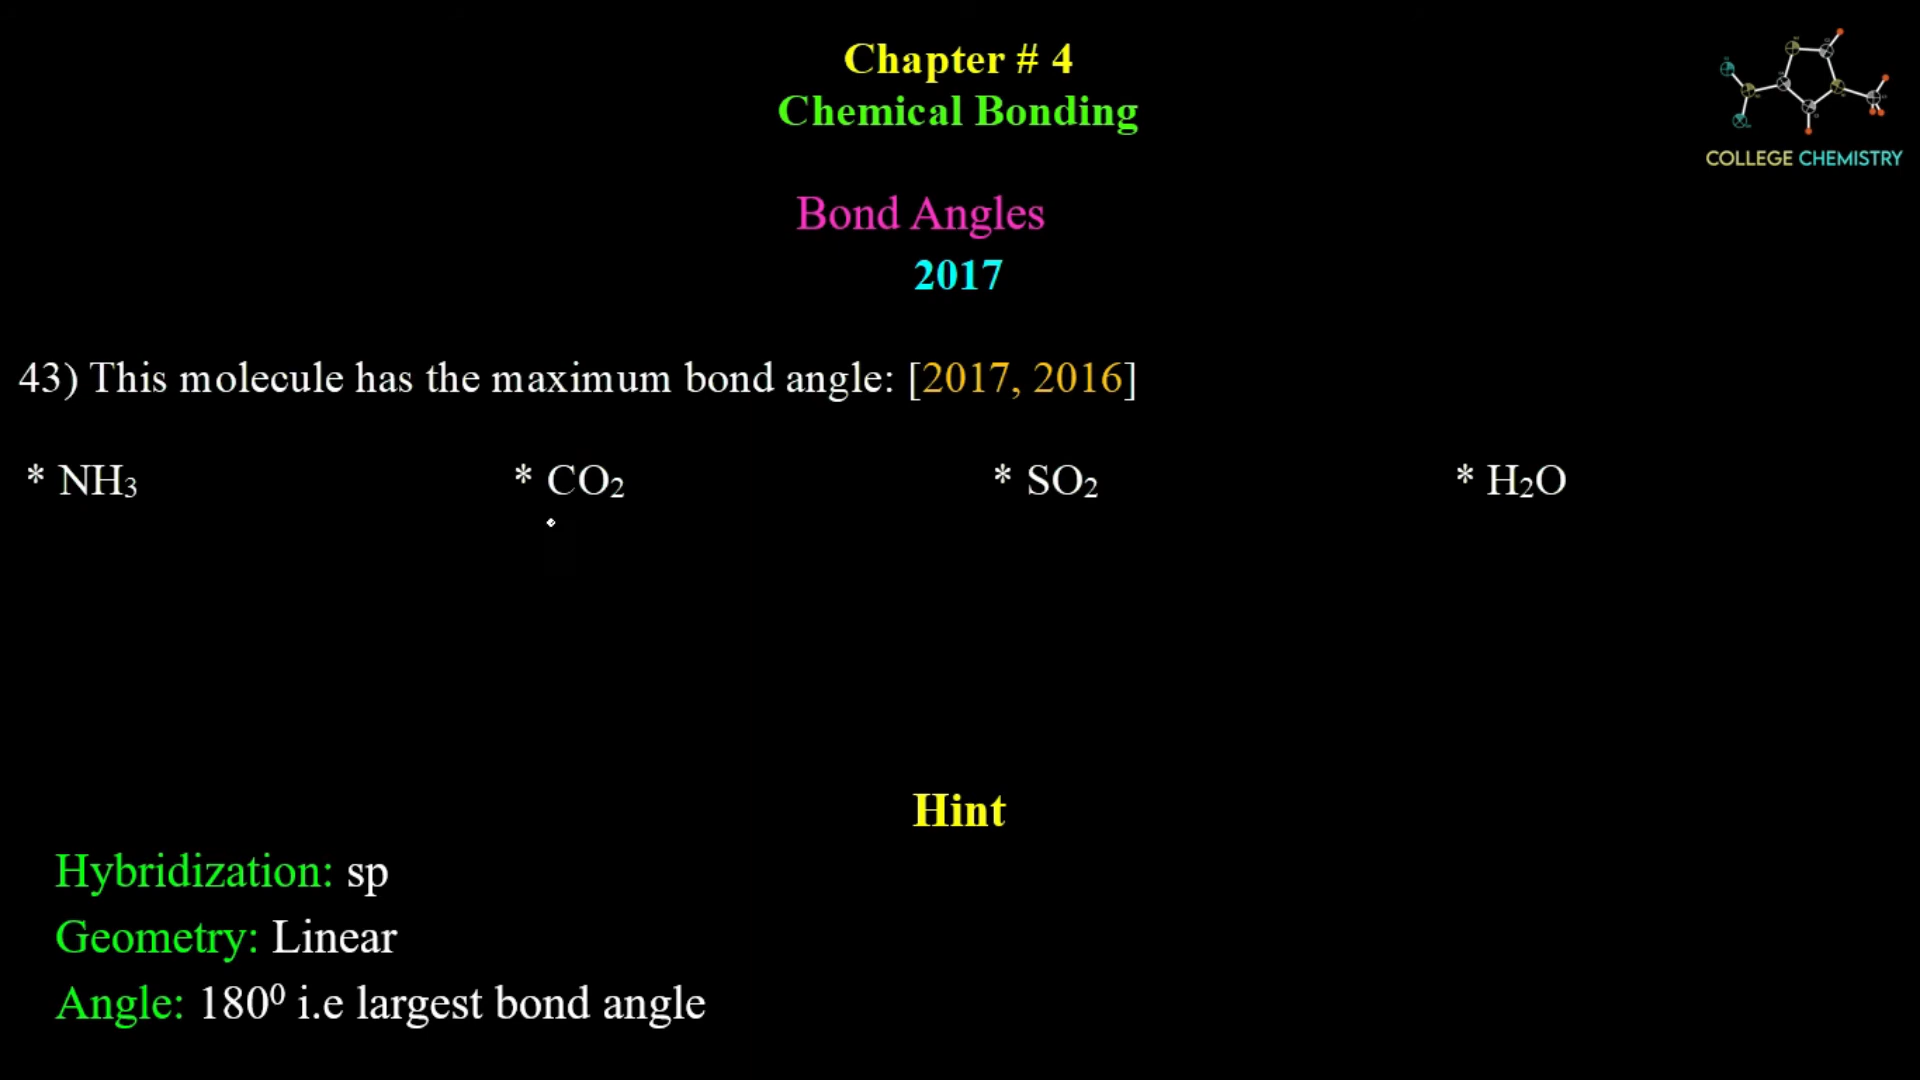 Chapter # 4
Chemical Bonding
COLLEGE CHEMISTRY
Bond Angles
2017
43) This molecule has the maximum bond angle: [2017, 2016]
* NH₃ * CO₂ * SO₂ * H₂O
Hint
Hybridization: sp
Geometry: Linear
Angle: 180⁰ i.e largest bond angle